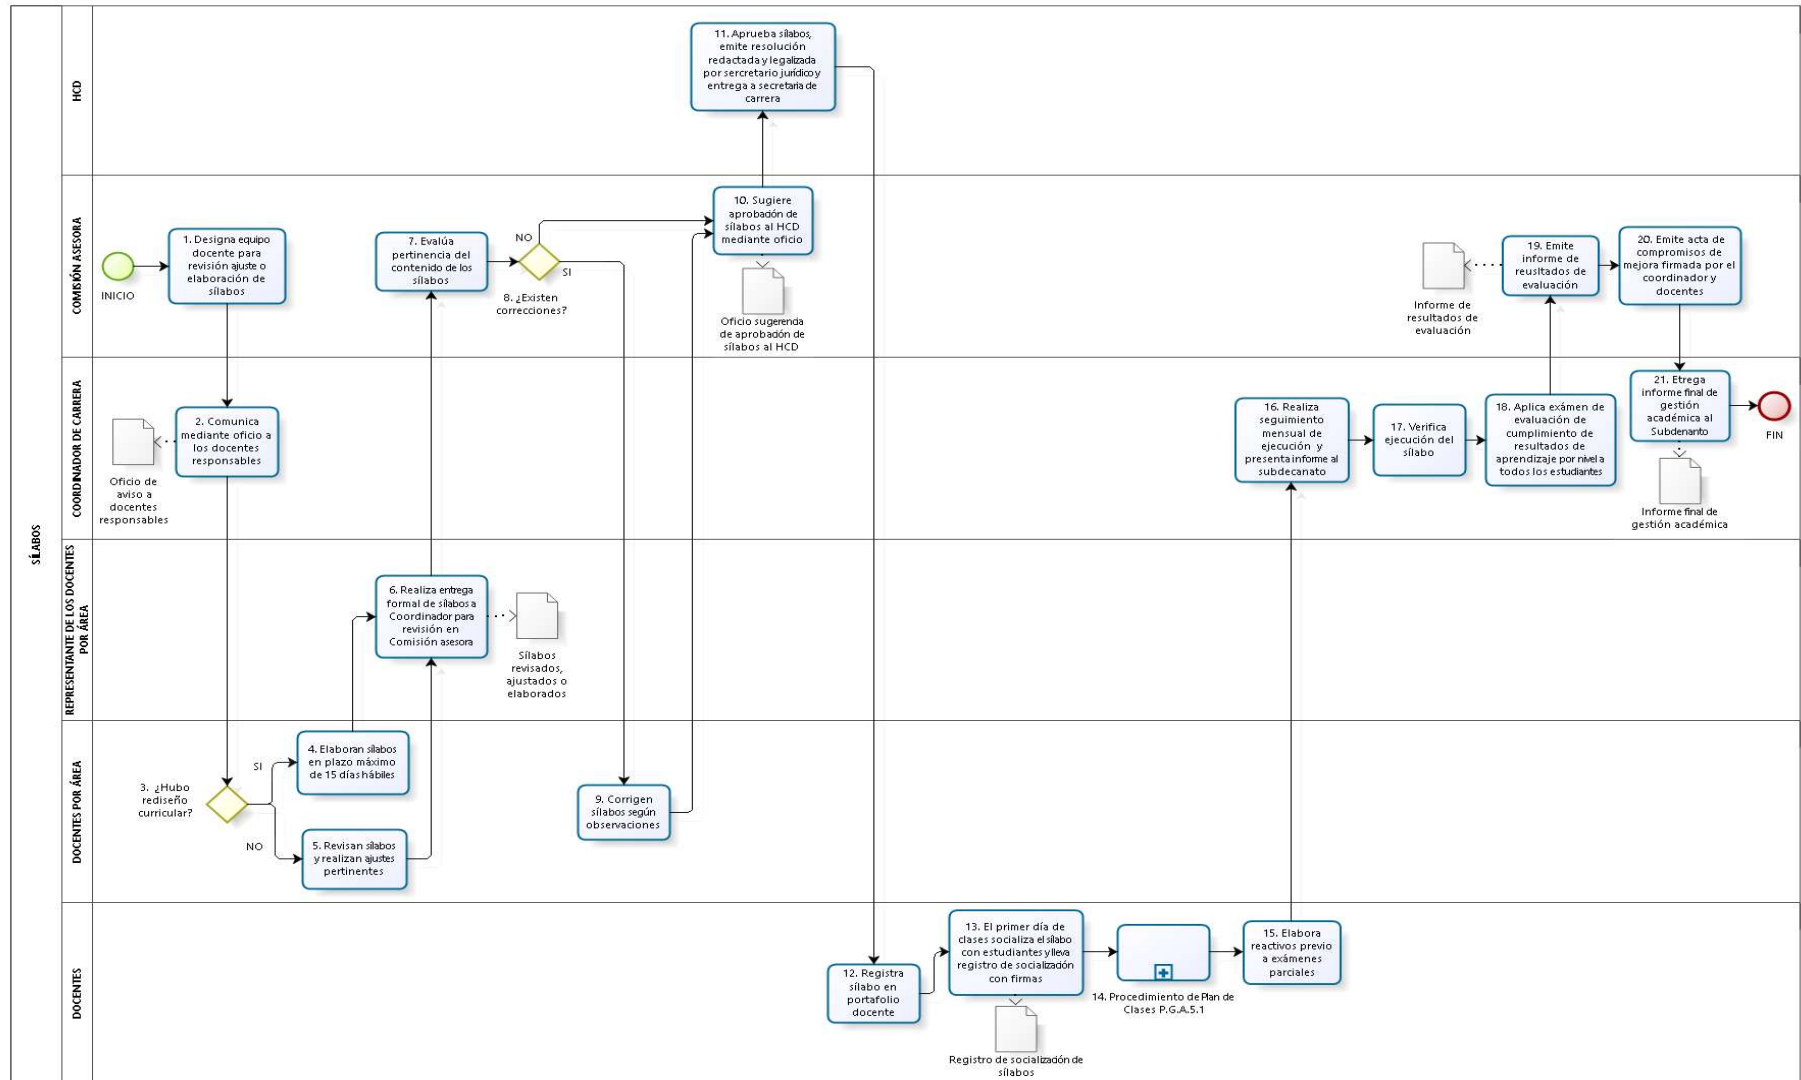 SÍLABOS
HCD
11. Aprueba sílabos,
emite resolución
redactada y legalizada
por sercretario jurídico y
entrega a secretaria de
carrera
COMISIÓN ASESORA
INICIO
1. Designa equipo
docente para
revisión ajuste o
elaboración de
sílabos
7. Evalúa
pertinencia del
contenido de los
sílabos
NO
SI
8. ¿Existen
correcciones?
10. Sugiere
aprobación de
sílabos al HCD
mediante oficio
Oficio sugerencia
de aprobación de
sílabos al HCD
Informe de
resultados de
evaluación
19. Emite
informe de
reusltados de
evaluación
20. Emite acta de
compromisos de
mejora firmada por el
coordinador y
docentes
COORDINADOR DE CARRERA
Oficio de
aviso a
docentes
responsables
2. Comunica
mediante oficio a
los docentes
responsables
16. Realiza
seguimiento
mensual de
ejecución y
presenta informe al
subdecanato
17. Verifica
ejecución del
sílabo
18. Aplica exámen de
evaluación de
cumplimiento de
resultados de
aprendizaje por nivel a
todos los estudiantes
21. Etrega
informe final de
gestión
académica al
Subdenanto
FIN
Informe final de
gestión académica
REPRESENTANTE DE LOS DOCENTES
POR ÁREA
6. Realiza entrega
formal de sílabos a
Coordinador para
revisión en
Comisión asesora
Sílabos
revisados,
ajustados o
elaborados
DOCENTES POR ÁREA
3. ¿Hubo
rediseño
curricular?
SI
NO
4. Elaboran sílabos
en plazo máximo
de 15 días hábiles
5. Revisan sílabos
y realizan ajustes
pertinentes
9. Corrigen
sílabos según
observaciones
DOCENTES
12. Registra
sílabo en
portafolio
docente
13. El primer día de
clases socializa el sílabo
con estudiantes y lleva
registro de socialización
con firmas
Registro de socialización de
sílabos
14. Procedimiento de Plan de
Clases P.G.A.5.1
15. Elabora
reactivos previo
a exámenes
parciales